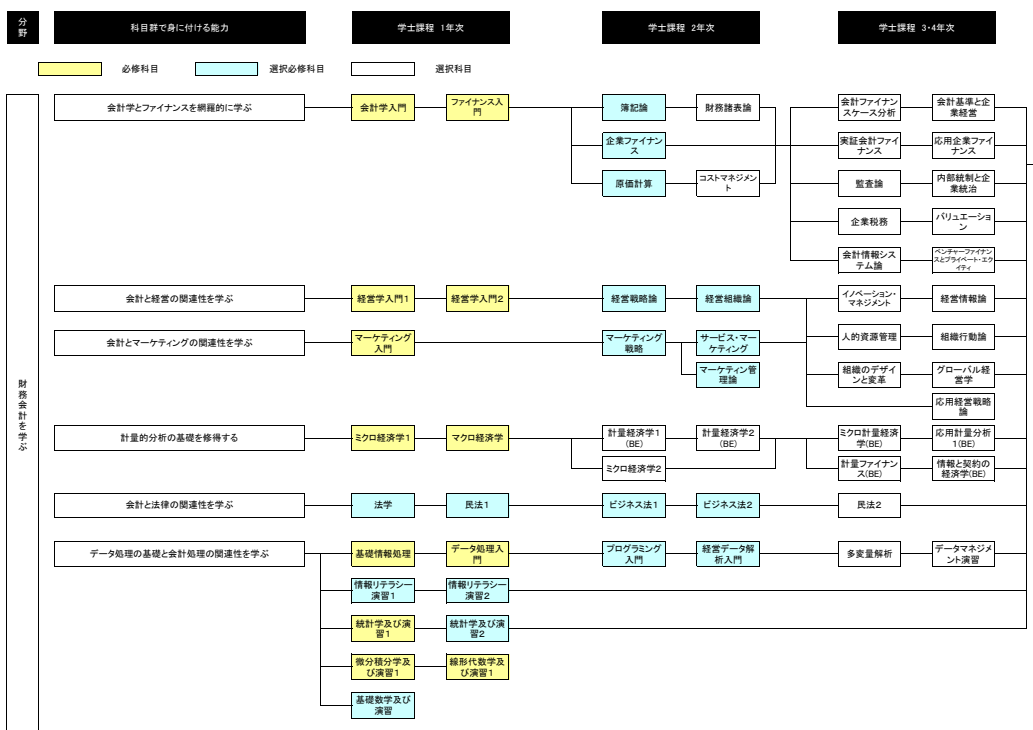 分
野
科目群で身に付ける能力
学士課程 1年次
学士課程 2年次
学士課程 3・4年次
必修科目
選択必修科目
選択科目
財
務
会
計
を
学
ぶ
会計学とファイナンスを網羅的に学ぶ
会計学入門
ファイナンス入
門
簿記論
財務諸表論
会計ファイナン
スケース分析
会計基準と企
業経営
企業ファイナン
ス
実証会計ファイ
ナンス
応用企業ファイ
ナンス
原価計算
コストマネジメン
ト
監査論
内部統制と企
業統治
企業税務
バリュエーショ
ン
会計情報シス
テム論
ベンチャーファイナン
スとプライベート・エク
イティ
会計と経営の関連性を学ぶ
経営学入門1
経営学入門2
経営戦略論
経営組織論
イノベーション・
マネジメント
経営情報論
会計とマーケティングの関連性を学ぶ
マーケティング
入門
マーケティング
戦略
サービス・マー
ケティング
人的資源管理
組織行動論
マーケティン管
理論
組織のデザイ
ンと変革
グローバル経
営学
応用経営戦略
論
計量的分析の基礎を修得する
ミクロ経済学1
マクロ経済学
計量経済学1
(BE)
計量経済学2
(BE)
ミクロ計量経済
学(BE)
応用計量分析
1(BE)
ミクロ経済学2
計量ファイナン
ス(BE)
情報と契約の
経済学(BE)
会計と法律の関連性を学ぶ
法学
民法1
ビジネス法1
ビジネス法2
民法2
データ処理の基礎と会計処理の関連性を学ぶ
基礎情報処理
データ処理入
門
プログラミング
入門
経営データ解
析入門
多変量解析
データマネジメ
ント演習
情報リテラシー
演習1
情報リテラシー
演習2
統計学及び演
習1
統計学及び演
習2
微分積分学及
び演習1
線形代数学及
び演習1
基礎数学及び
演習